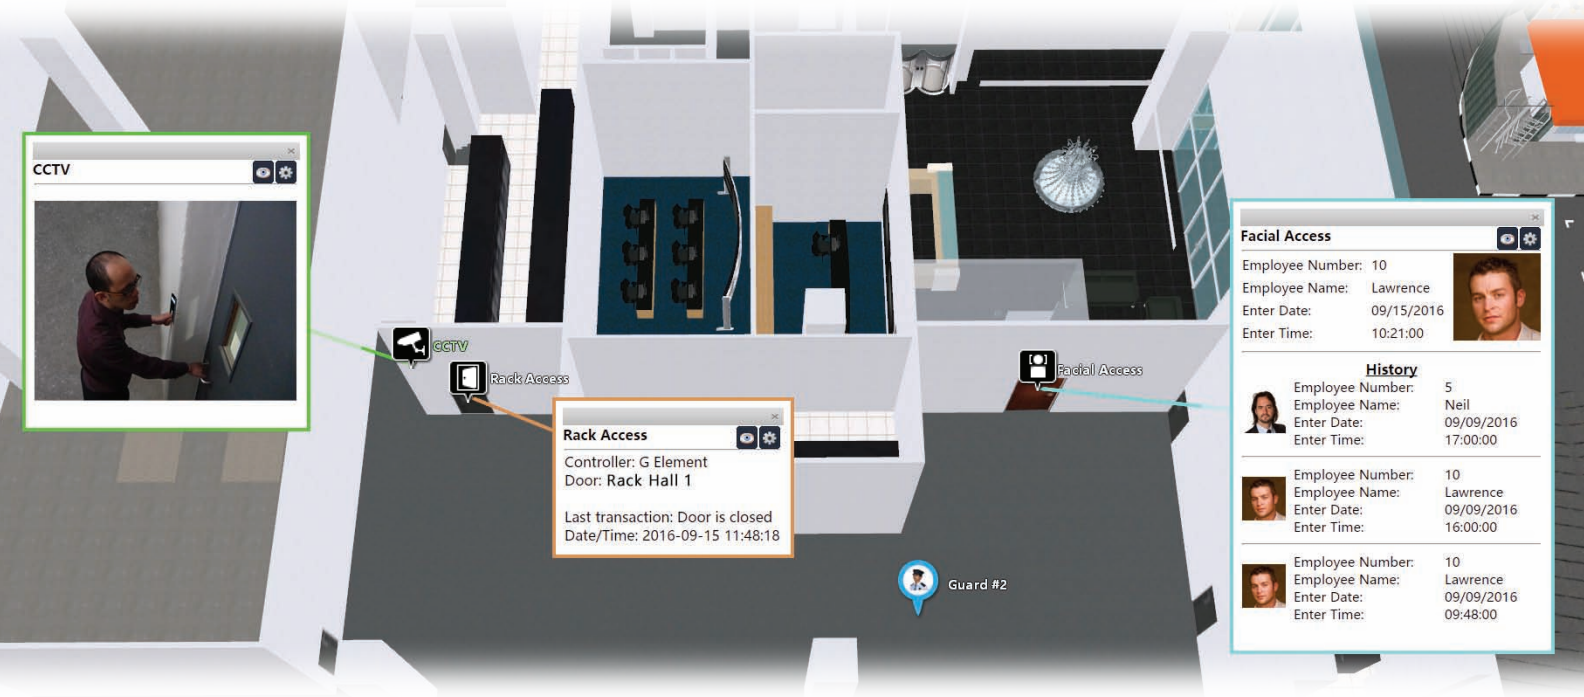 CCTV
CCTV
Rack Access
Rack Access
Controller: G Element
Door: Rack Hall 1
Last transaction: Door is closed
Date/Time: 2016-09-15 11:48:18
Guard #2
Facial Access
Facial Access
Employee Number: 10
Employee Name: Lawrence
Enter Date: 09/15/2016
Enter Time: 10:21:00
History
Employee Number: 5
Employee Name: Neil
Enter Date: 09/09/2016
Enter Time: 17:00:00
Employee Number: 10
Employee Name: Lawrence
Enter Date: 09/09/2016
Enter Time: 16:00:00
Employee Number: 10
Employee Name: Lawrence
Enter Date: 09/09/2016
Enter Time: 09:48:00